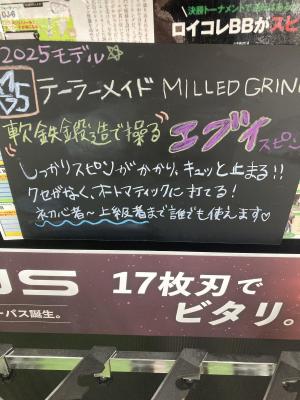 決勝トーナメントで
ロイコレBBがスピ
2025モデル☆
M5 テーラーメイド MILLED GRIN
"軟鉄鍛造で操る" エグイスピン
しっかりスピンがかかり、キュッと止まる!!
クセがなく、オートマティックに打てる!
初心者~上級者まで誰でも使えます♡
17枚刃で
ーバス誕生。
ビタリ。